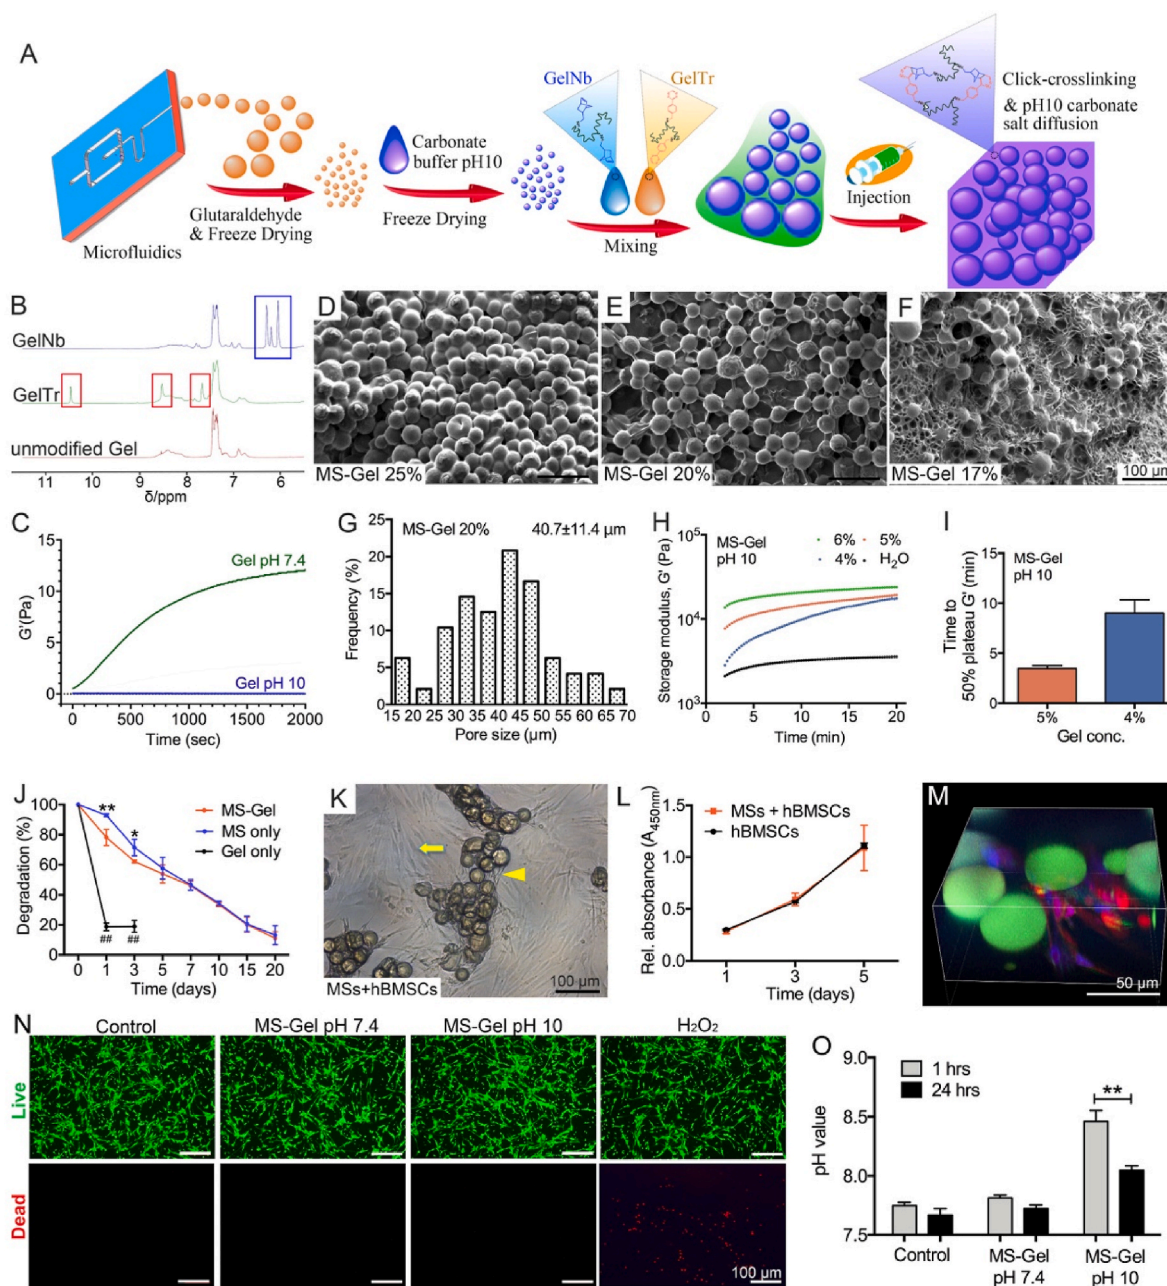 A
Microfluidics
Glutaraldehyde
& Freeze Drying
Carbonate
buffer pH10
Freeze Drying
GelNb
GelTr
Mixing
Injection
Click-crosslinking
& pH10 carbonate
salt diffusion
B
GelNb
GelTr
unmodified Gel
11 10 9 8 7 6
δ/ppm
D
MS-Gel 25%
E
MS-Gel 20%
F
MS-Gel 17%
100 µm
C
Gel pH 7.4
Gel pH 10
G'(Pa)
15
10
5
0
0 500 1000 1500 2000
Time (sec)
G
MS-Gel 20%
40.7±11.4 µm
Frequency (%)
25
20
15
10
5
0
15 20 25 30 35 40 45 50 55 60 65 70
Pore size (µm)
H
MS-Gel
pH 10
6%
5%
4%
H₂O
Storage modulus, G' (Pa)
10⁵
10⁴
10³
0 5 10 15 20
Time (min)
I
MS-Gel
pH 10
Time to
50% plateau G' (min)
15
10
5
0
5% 4%
Gel conc.
J
MS-Gel
MS only
Gel only
** *
## ##
Degradation (%)
100
80
60
40
20
0
0 1 3 5 7 10 15 20
Time (days)
K
MSs+hBMSCs
100 µm
L
MSs + hBMSCs
hBMSCs
Rel. absorbance (A450nm)
1.5
1.0
0.5
0.0
1 3 5
Time (days)
M
50 µm
N
Control
MS-Gel pH 7.4
MS-Gel pH 10
H₂O₂
Live
Dead
100 µm
O
1 hrs
24 hrs
**
pH value
9.0
8.5
8.0
7.5
Control
MS-Gel
pH 7.4
MS-Gel
pH 10